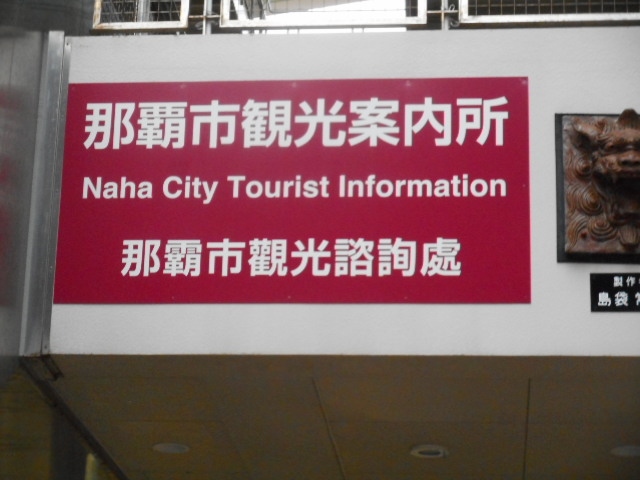 那覇市観光案内所
Naha City Tourist Information
那霸市觀光諮詢處
製作
島袋